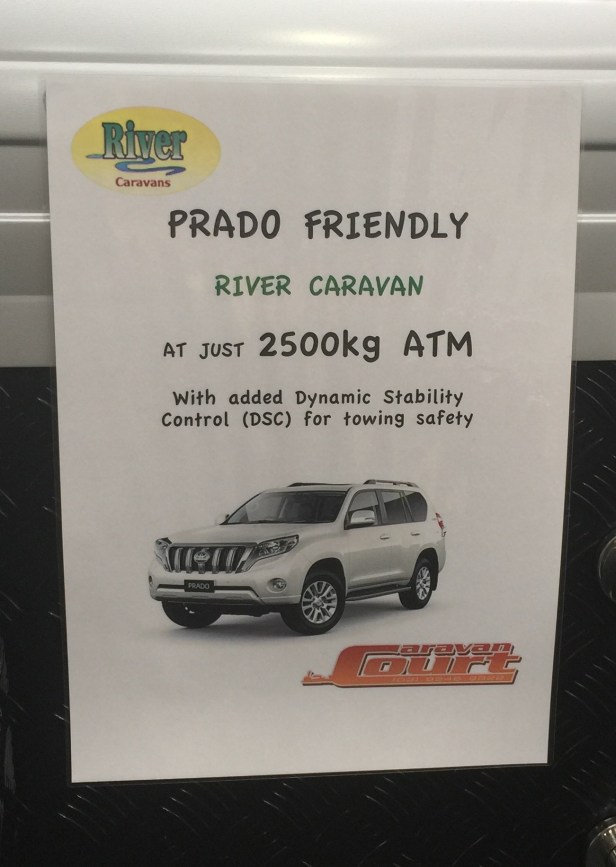 River
Caravans
PRADO FRIENDLY
RIVER CARAVAN
AT JUST 2500kg ATM
With added Dynamic Stability
Control (DSC) for towing safety
PRADO
Caravan
Court